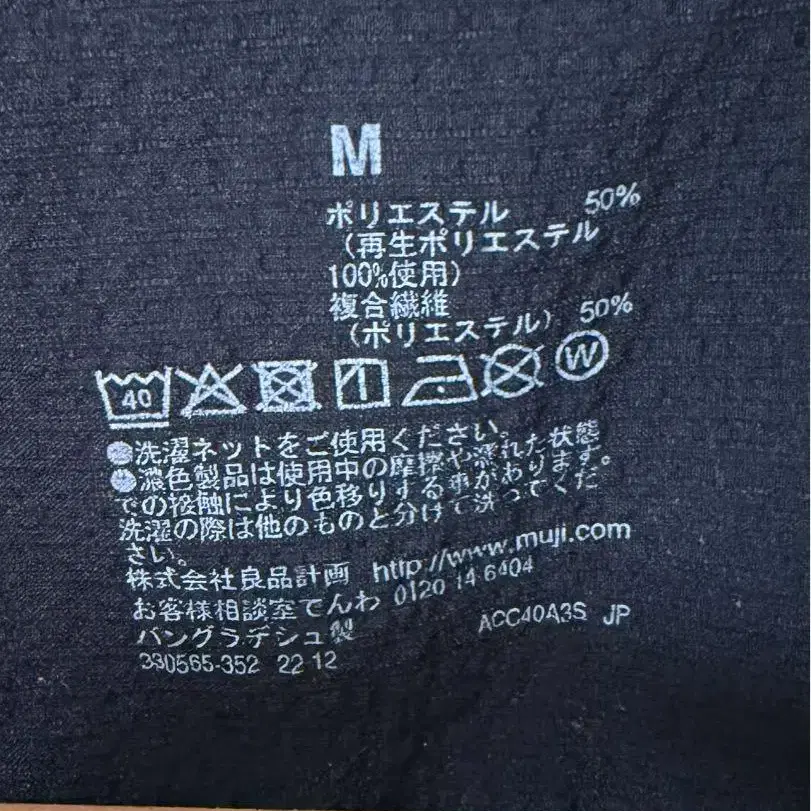 M
ポリエステル 50%
(再生ポリエステル
100%使用)
複合繊維
(ポリエステル) 50%
40 W
●洗濯ネットをご使用ください。
●濃色製品は使用中の摩擦や濡れた状態
での接触により色移りする事があります。
洗濯の際は他のものと分けて洗ってくだ
さい。
株式会社良品計画 http://www.muji.com
お客様相談室でんわ 0120 14 6404
バングラデシュ製 ACC40A3S JP
330565-352 22 12